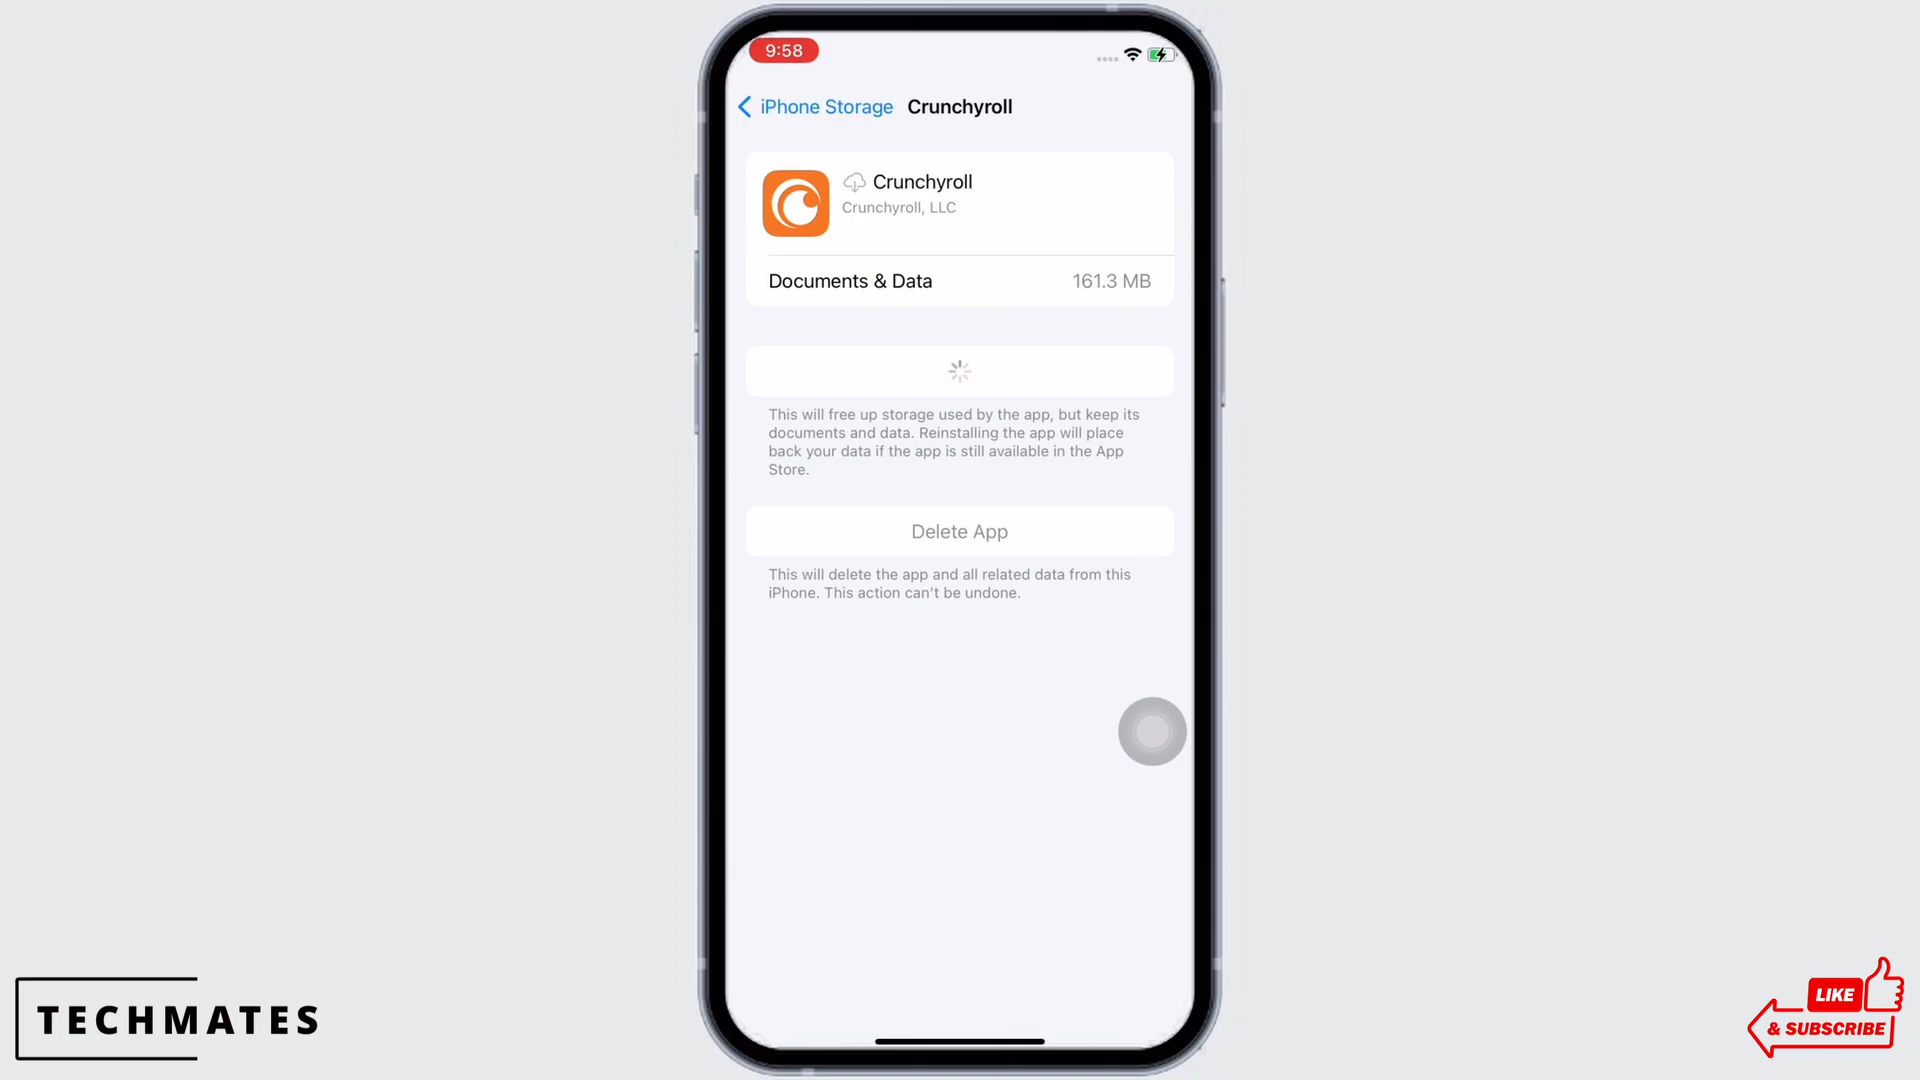 9:58
iPhone Storage Crunchyroll
Crunchyroll
Crunchyroll, LLC
Documents & Data 161.3 MB
This will free up storage used by the app, but keep its
documents and data. Reinstalling the app will place
back your data if the app is still available in the App
Store.
Delete App
This will delete the app and all related data from this
iPhone. This action can't be undone.
TECHMATES
LIKE
& SUBSCRIBE